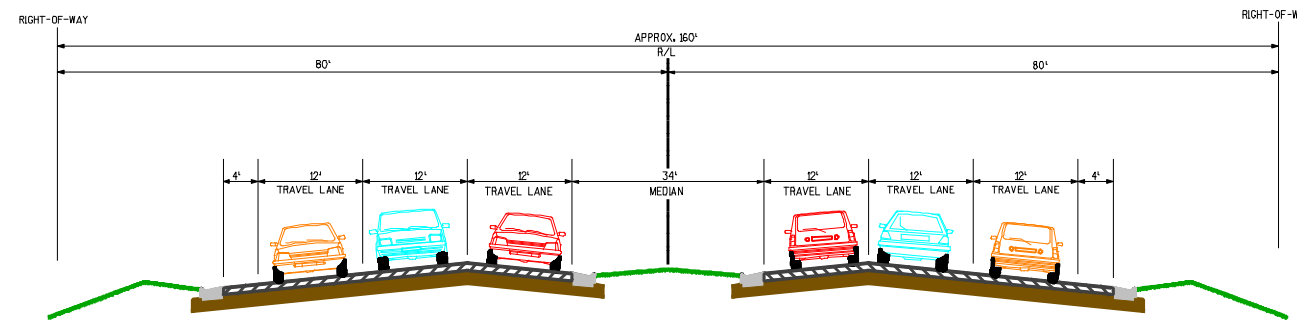 RIGHT-OF-WAY
RIGHT-OF-W
APPROX. 160'
R/L
80'
80'
4'
12'
12'
12'
34'
12'
12'
12'
4'
TRAVEL LANE
TRAVEL LANE
TRAVEL LANE
MEDIAN
TRAVEL LANE
TRAVEL LANE
TRAVEL LANE